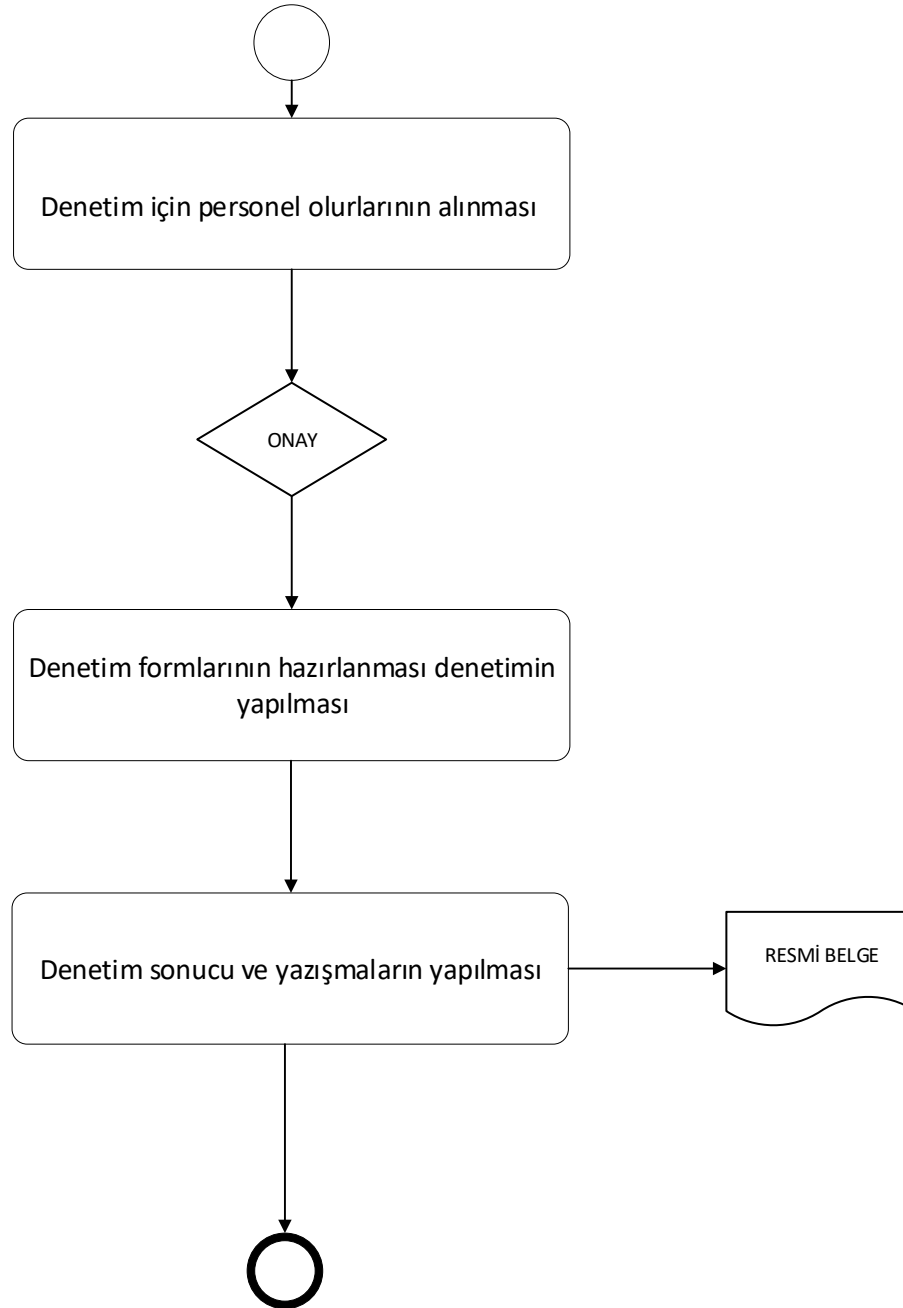 Denetim için personel olurlarının alınması
ONAY
Denetim formlarının hazırlanması denetimin
yapılması
Denetim sonucu ve yazışmaların yapılması
RESMİ BELGE